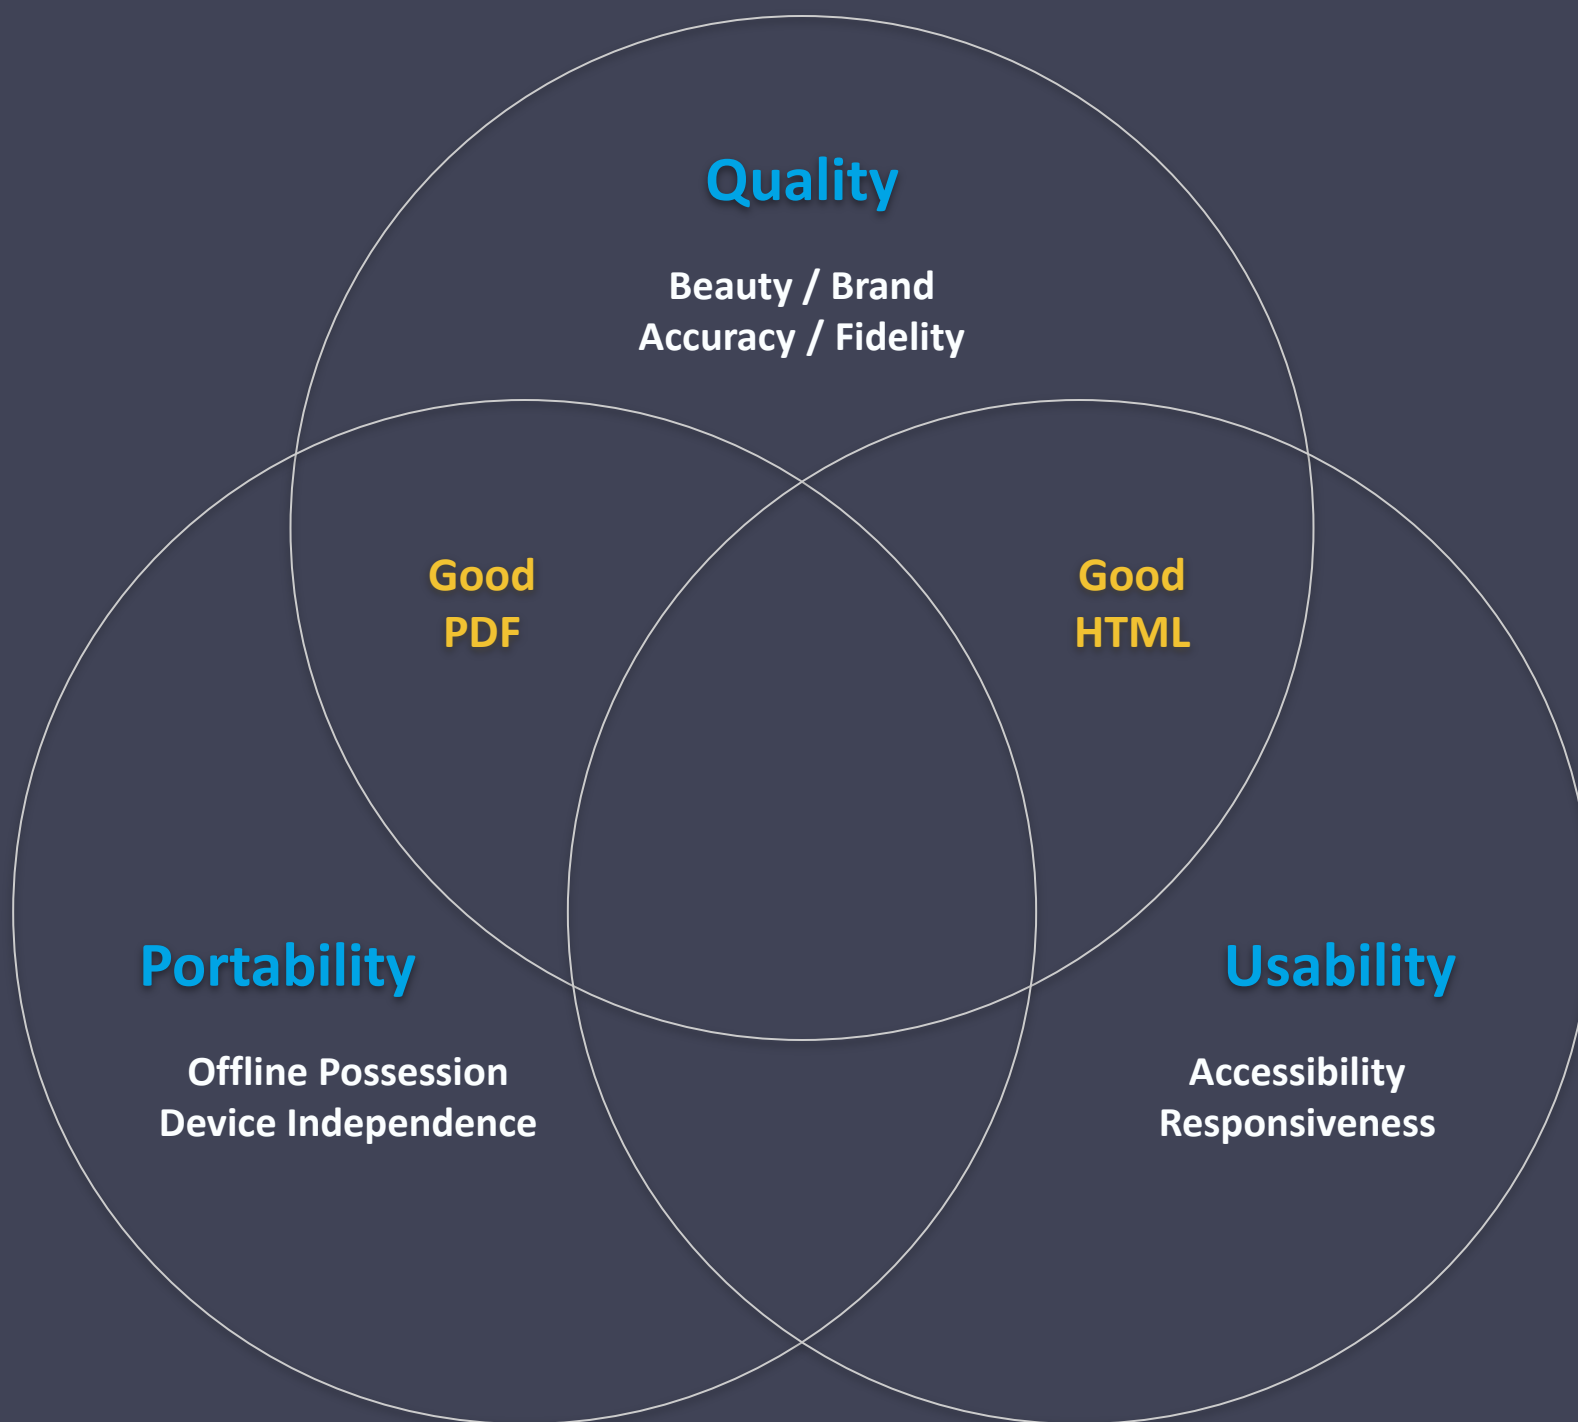 Quality
Beauty / Brand
Accuracy / Fidelity
Good
PDF
Good
HTML
Portability
Offline Possession
Device Independence
Usability
Accessibility
Responsiveness